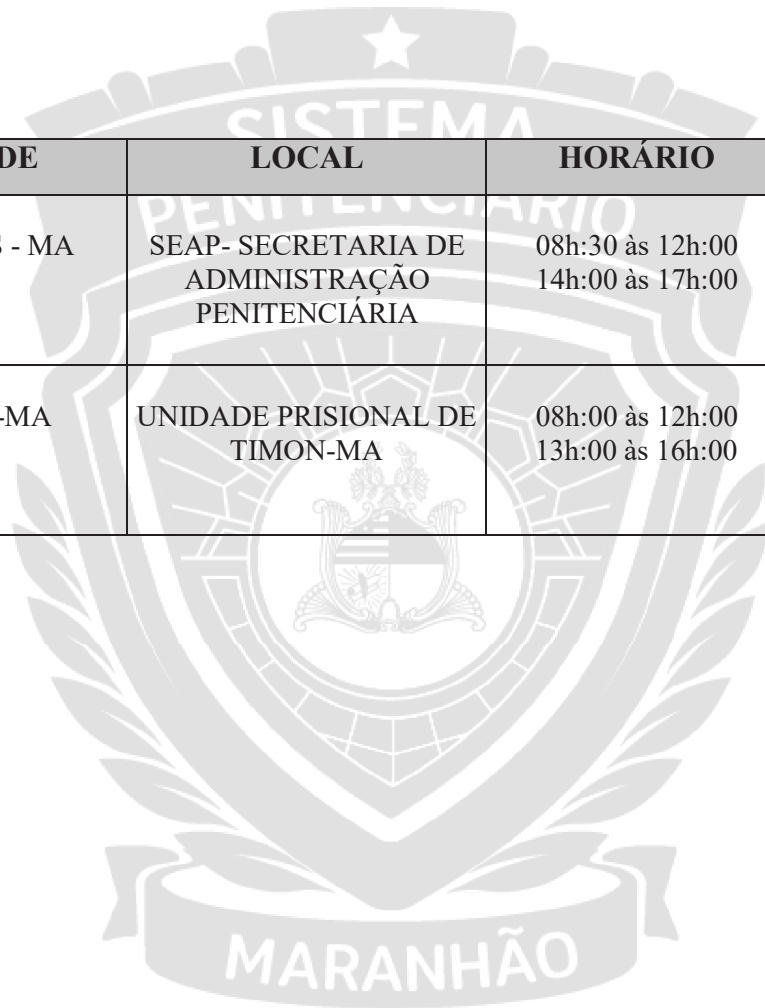 SISTEMA
PENITENCIÁRIO
DE LOCAL HORÁRIO
S - MA SEAP- SECRETARIA DE 08h:30 às 12h:00
ADMINISTRAÇÃO 14h:00 às 17h:00
PENITENCIÁRIA
-MA UNIDADE PRISIONAL DE 08h:00 às 12h:00
TIMON-MA 13h:00 às 16h:00
MARANHÃO